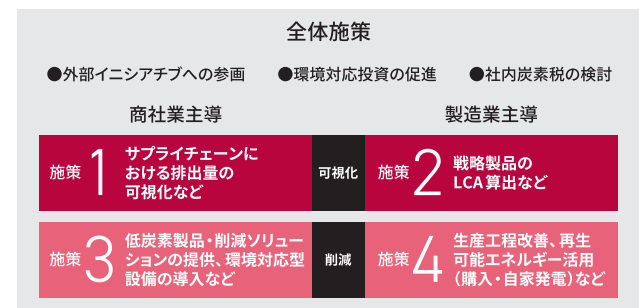 全体施策
●外部イニシアチブへの参画 ●環境対応投資の促進 ●社内炭素税の検討
商社業主導 製造業主導
施策1
サプライチェーンに
おける排出量の
可視化など
可視化
施策2
戦略製品の
LCA算出など
施策3
低炭素製品・削減ソリュー
ションの提供、環境対応型
設備の導入など
削減
施策4
生産工程改善、再生
可能エネルギー活用
（購入・自家発電）など